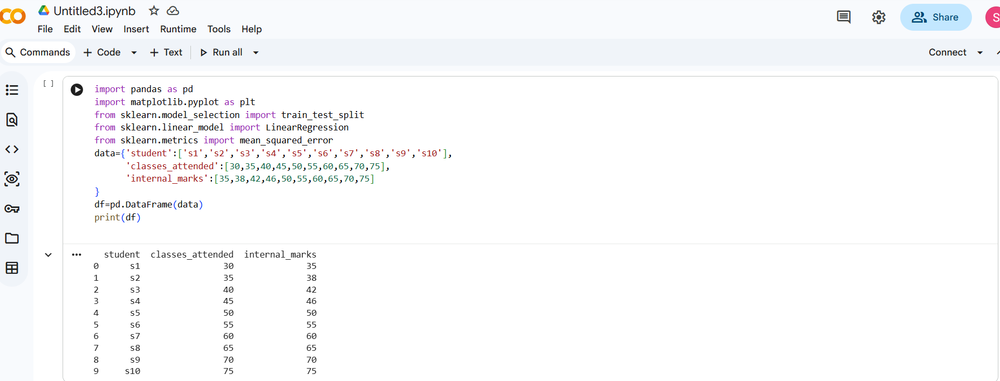 Untitled3.ipynb
File Edit View Insert Runtime Tools Help
Share
S
Commands + Code + Text Run all
Connect
[ ]
import pandas as pd
import matplotlib.pyplot as plt
from sklearn.model_selection import train_test_split
from sklearn.linear_model import LinearRegression
from sklearn.metrics import mean_squared_error
data={'student':['s1','s2','s3','s4','s5','s6','s7','s8','s9','s10'],
'classes_attended':[30,35,40,45,50,55,60,65,70,75],
'internal_marks':[35,38,42,46,50,55,60,65,70,75]
}
df=pd.DataFrame(data)
print(df)
student classes_attended internal_marks
0 s1 30 35
1 s2 35 38
2 s3 40 42
3 s4 45 46
4 s5 50 50
5 s6 55 55
6 s7 60 60
7 s8 65 65
8 s9 70 70
9 s10 75 75